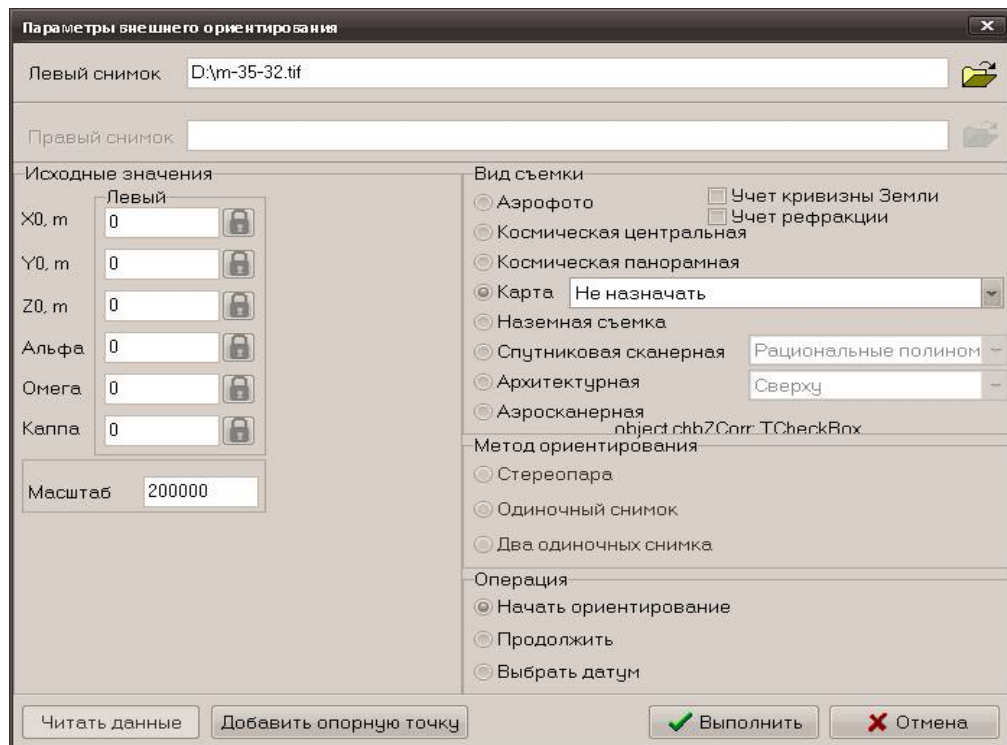 Параметры внешнего ориентирования
Левый снимок D:\m-35-32.tif
Правый снимок
Исходные значения
Левый
X0, m 0
Y0, m 0
Z0, m 0
Альфа 0
Омега 0
Каппа 0
Масштаб 200000
Вид съемки
Аэрофото
Учет кривизны Земли
Учет рефракции
Космическая центральная
Космическая панорамная
Карта Не назначать
Наземная съемка
Спутниковая сканерная Рациональные полином
Архитектурная Сверху
Аэросканерная
object chbZCorr: TCheckBox
Метод ориентирования
Стереопара
Одиночный снимок
Два одиночных снимка
Операция
Начать ориентирование
Продолжить
Выбрать датум
Читать данные Добавить опорную точку Выполнить Отмена